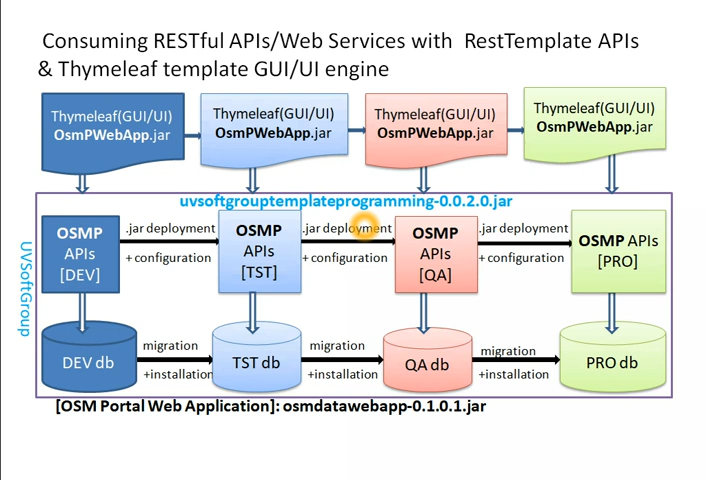 Consuming RESTful APIs/Web Services with RestTemplate APIs
& Thymeleaf template GUI/UI engine
Thymeleaf(GUI/UI)
OsmPWebApp.jar
Thymeleaf(GUI/UI)
OsmPWebApp.jar
Thymeleaf(GUI/UI)
OsmPWebApp.jar
Thymeleaf(GUI/UI)
OsmPWebApp.jar
uvsoftgrouptemplateprogramming-0.0.2.0.jar
UVSoftGroup
OSMP
APIs
[DEV]
.jar deployment
+ configuration
OSMP
APIs
[TST]
.jar deployment
+ configuration
OSMP
APIs
[QA]
.jar deployment
+ configuration
OSMP APIs
[PRO]
DEV db
migration
+installation
TST db
migration
+installation
QA db
migration
+installation
PRO db
[OSM Portal Web Application]: osmdatawebapp-0.1.0.1.jar